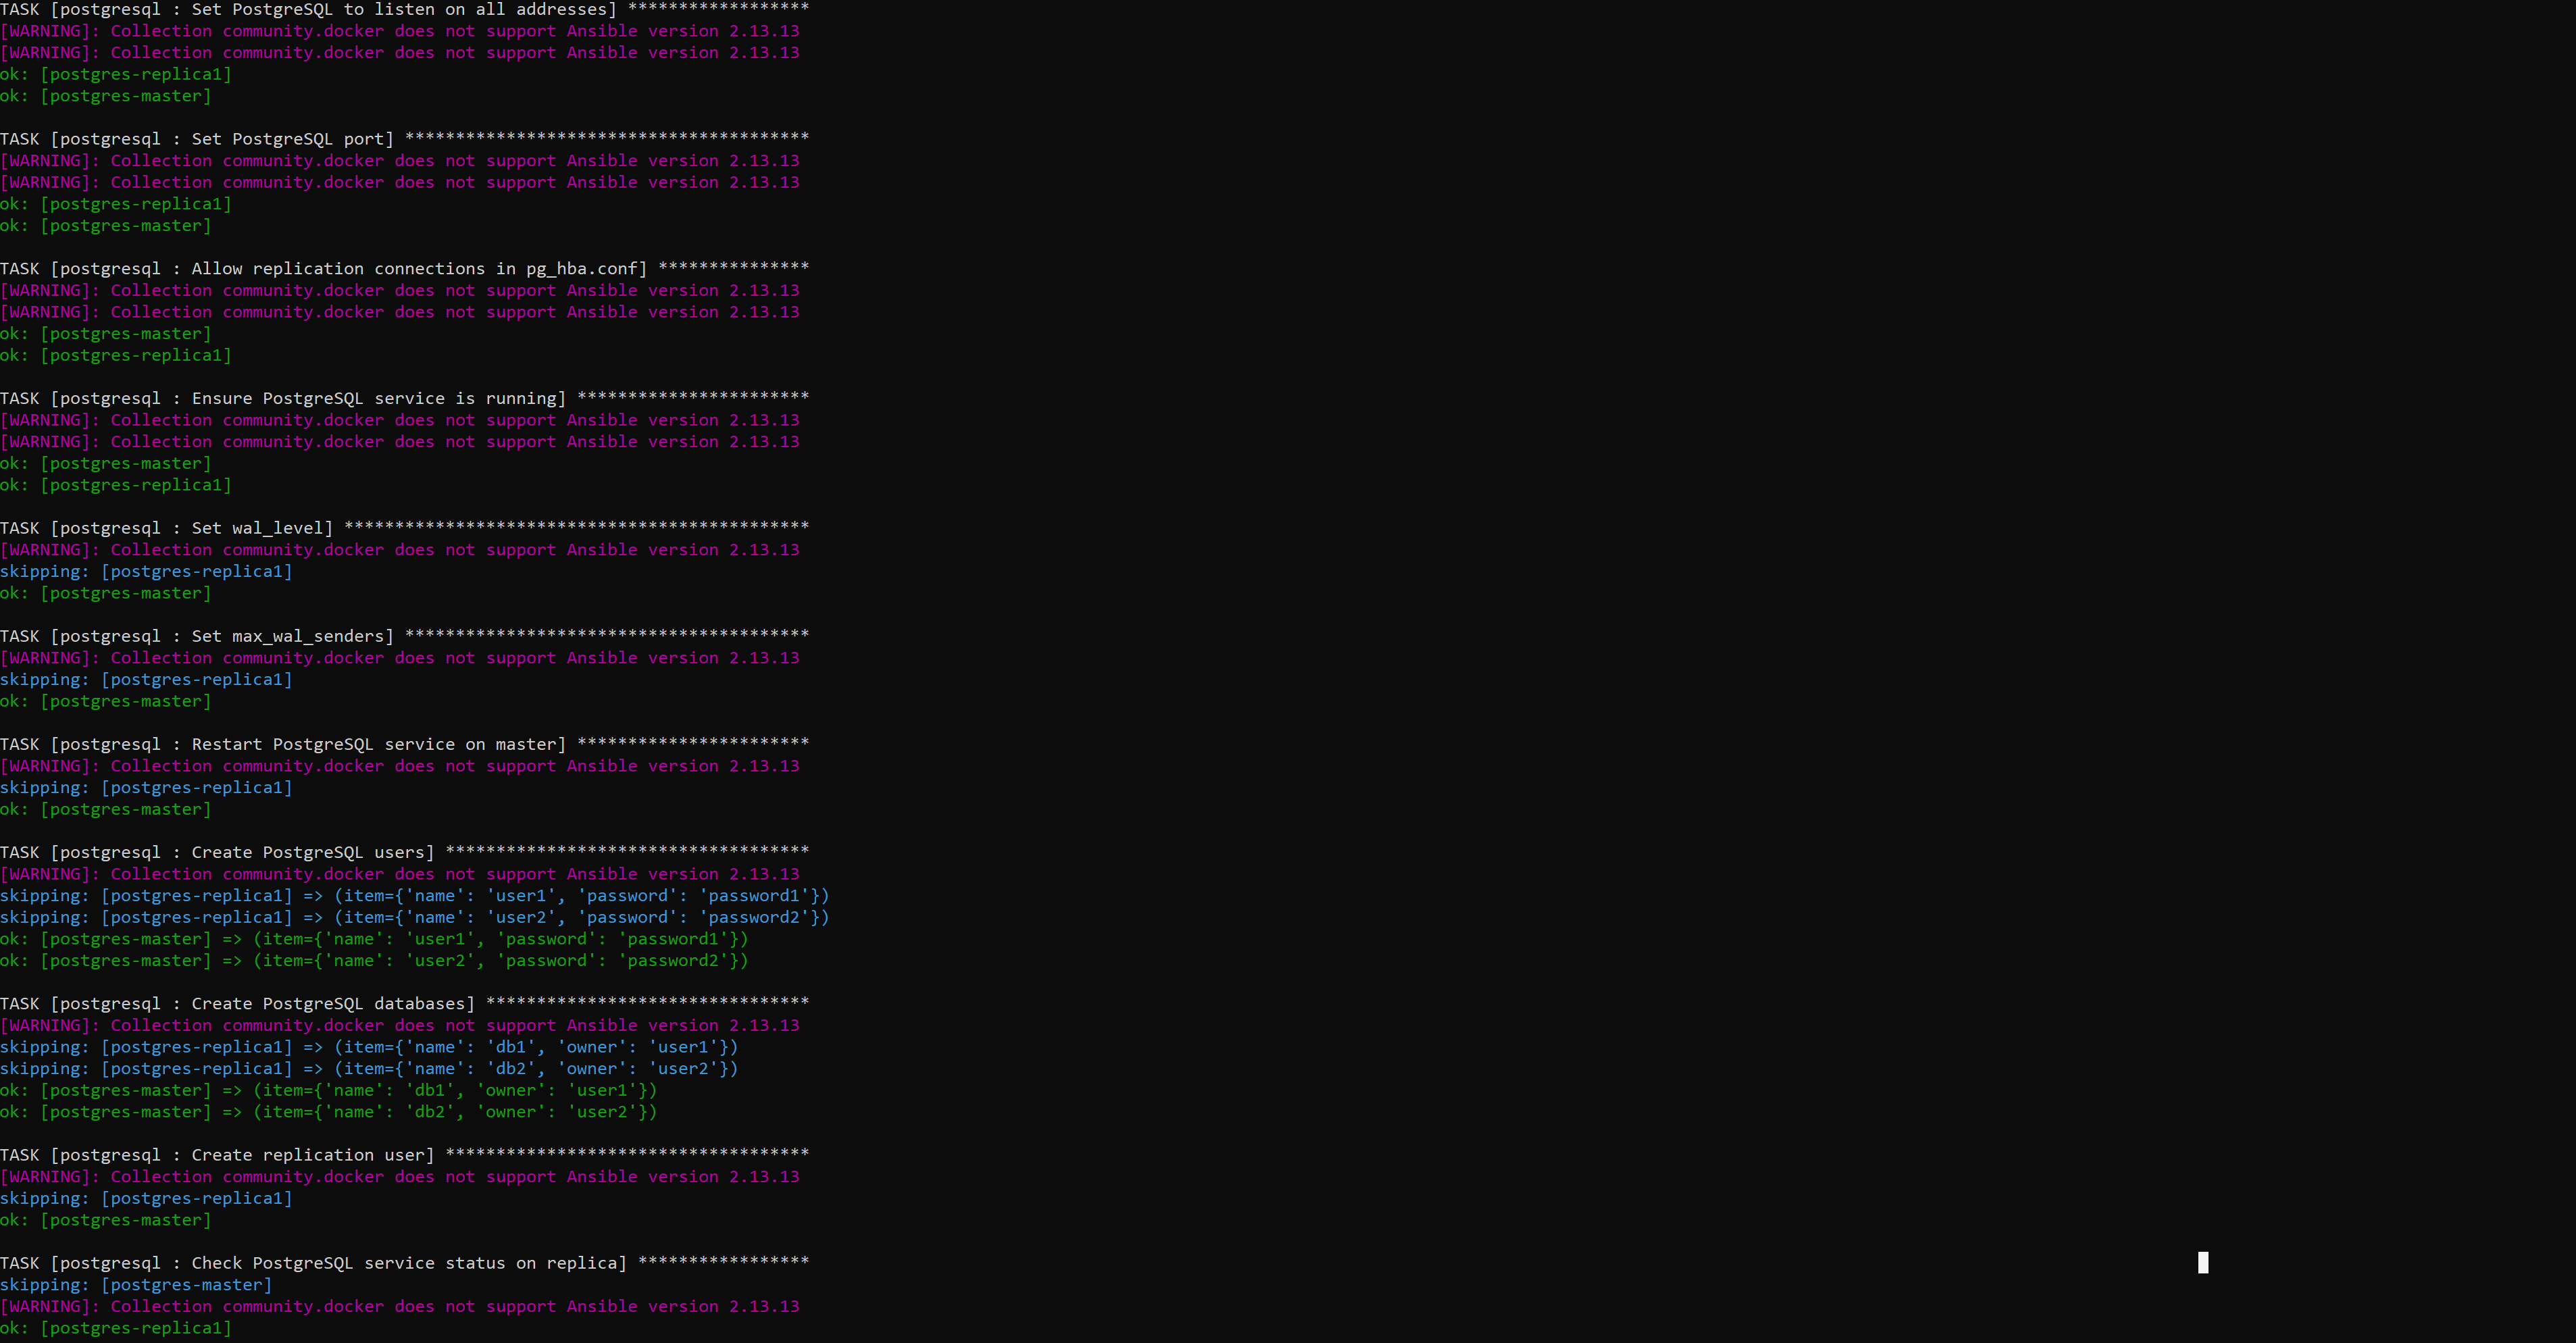 TASK [postgresql : Set PostgreSQL to listen on all addresses] ******************
[WARNING]: Collection community.docker does not support Ansible version 2.13.13
[WARNING]: Collection community.docker does not support Ansible version 2.13.13
ok: [postgres-replica1]
ok: [postgres-master]
TASK [postgresql : Set PostgreSQL port] ****************************************
[WARNING]: Collection community.docker does not support Ansible version 2.13.13
[WARNING]: Collection community.docker does not support Ansible version 2.13.13
ok: [postgres-replica1]
ok: [postgres-master]
TASK [postgresql : Allow replication connections in pg_hba.conf] ***************
[WARNING]: Collection community.docker does not support Ansible version 2.13.13
[WARNING]: Collection community.docker does not support Ansible version 2.13.13
ok: [postgres-master]
ok: [postgres-replica1]
TASK [postgresql : Ensure PostgreSQL service is running] ***********************
[WARNING]: Collection community.docker does not support Ansible version 2.13.13
[WARNING]: Collection community.docker does not support Ansible version 2.13.13
ok: [postgres-master]
ok: [postgres-replica1]
TASK [postgresql : Set wal_level] **********************************************
[WARNING]: Collection community.docker does not support Ansible version 2.13.13
skipping: [postgres-replica1]
ok: [postgres-master]
TASK [postgresql : Set max_wal_senders] ****************************************
[WARNING]: Collection community.docker does not support Ansible version 2.13.13
skipping: [postgres-replica1]
ok: [postgres-master]
TASK [postgresql : Restart PostgreSQL service on master] ***********************
[WARNING]: Collection community.docker does not support Ansible version 2.13.13
skipping: [postgres-replica1]
ok: [postgres-master]
TASK [postgresql : Create PostgreSQL users] ************************************
[WARNING]: Collection community.docker does not support Ansible version 2.13.13
skipping: [postgres-replica1] => (item={'name': 'user1', 'password': 'password1'})
skipping: [postgres-replica1] => (item={'name': 'user2', 'password': 'password2'})
ok: [postgres-master] => (item={'name': 'user1', 'password': 'password1'})
ok: [postgres-master] => (item={'name': 'user2', 'password': 'password2'})
TASK [postgresql : Create PostgreSQL databases] ********************************
[WARNING]: Collection community.docker does not support Ansible version 2.13.13
skipping: [postgres-replica1] => (item={'name': 'db1', 'owner': 'user1'})
skipping: [postgres-replica1] => (item={'name': 'db2', 'owner': 'user2'})
ok: [postgres-master] => (item={'name': 'db1', 'owner': 'user1'})
ok: [postgres-master] => (item={'name': 'db2', 'owner': 'user2'})
TASK [postgresql : Create replication user] ************************************
[WARNING]: Collection community.docker does not support Ansible version 2.13.13
skipping: [postgres-replica1]
ok: [postgres-master]
TASK [postgresql : Check PostgreSQL service status on replica] *****************
skipping: [postgres-master]
[WARNING]: Collection community.docker does not support Ansible version 2.13.13
ok: [postgres-replica1]